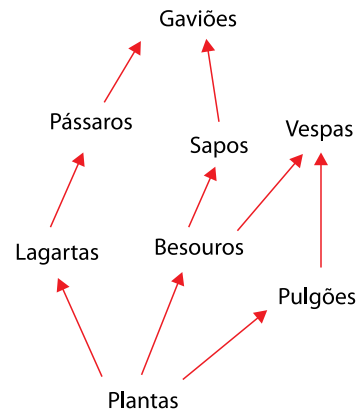 Gaviões
Pássaros
Sapos
Vespas
Lagartas
Besouros
Pulgões
Plantas